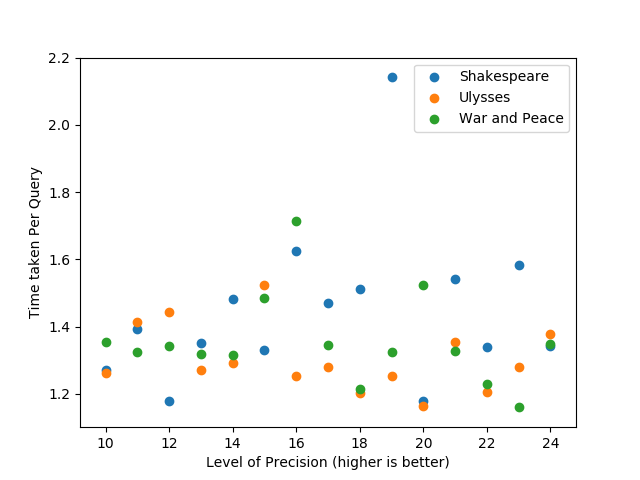 2.2
2.0
1.8
1.6
1.4
1.2
Time taken Per Query
Shakespeare
Ulysses
War and Peace
10 12 14 16 18 20 22 24
Level of Precision (higher is better)